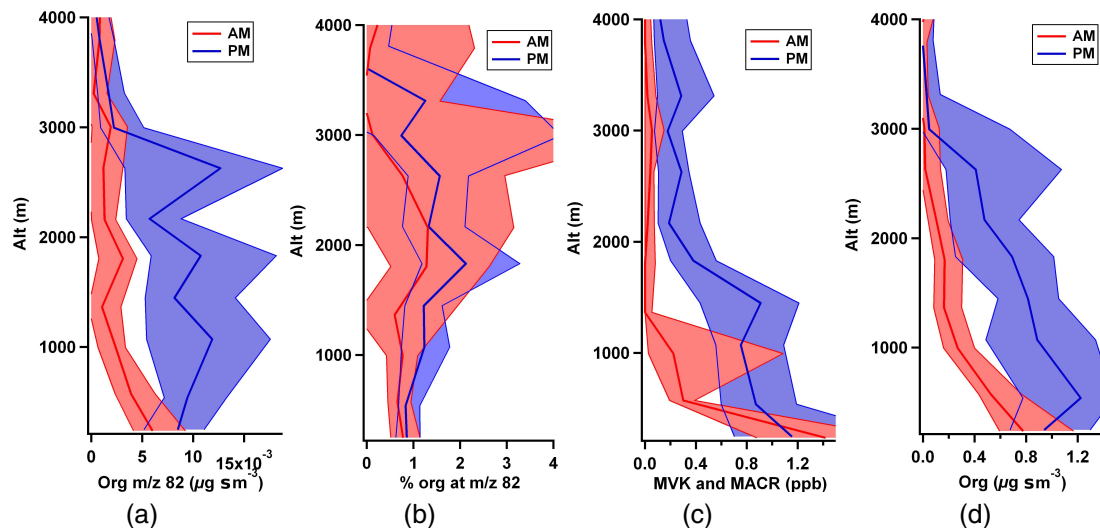 4000
3000
2000
1000
Alt (m)
AM
PM
0
5
10
15x10⁻³
Org m/z 82 (µg sm⁻³)
(a)
4000
3000
2000
1000
Alt (m)
AM
PM
0
1
2
3
4
% org at m/z 82
(b)
4000
3000
2000
1000
Alt (m)
AM
PM
0.0
0.4
0.8
1.2
MVK and MACR (ppb)
(c)
4000
3000
2000
1000
Alt (m)
AM
PM
0.0
0.4
0.8
1.2
Org (µg sm⁻³)
(d)